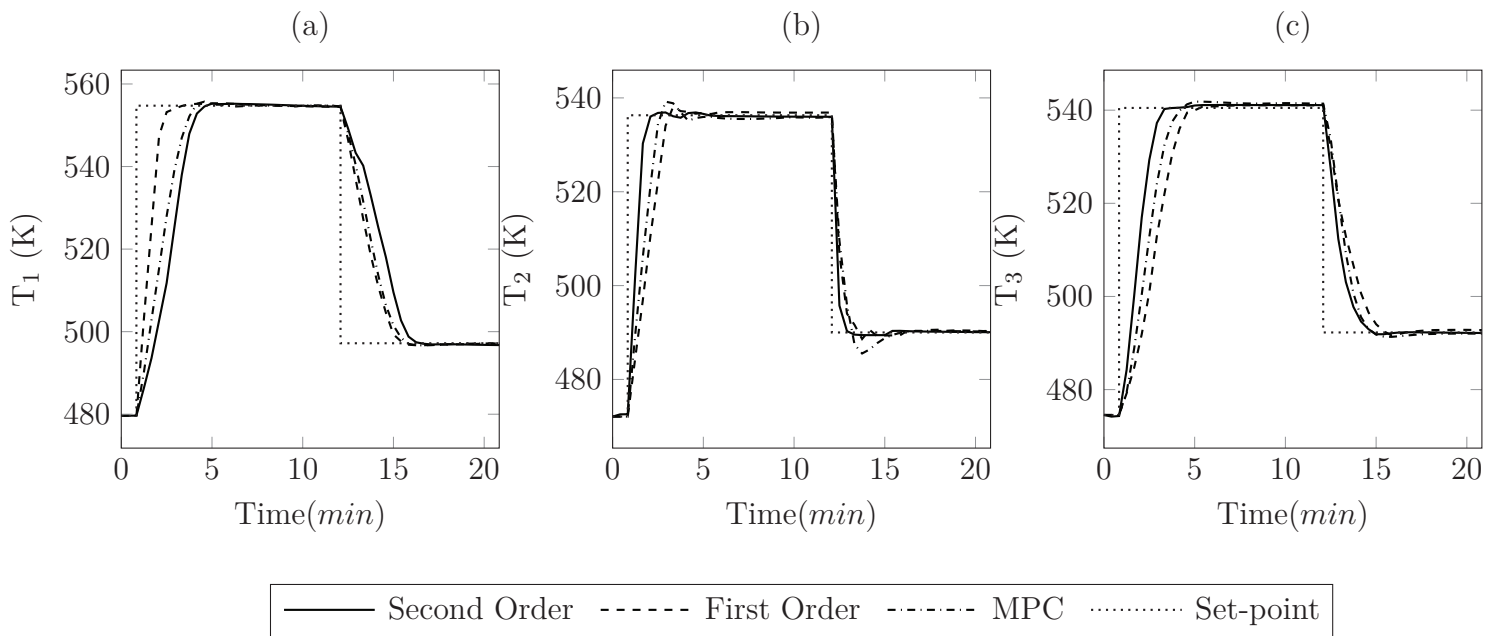 (a)
(b)
(c)
T1 (K)
560
540
520
500
480
0 5 10 15 20
Time(min)
T2 (K)
540
520
500
480
0 5 10 15 20
Time(min)
T3 (K)
540
520
500
480
0 5 10 15 20
Time(min)
Second Order
First Order
MPC
Set-point